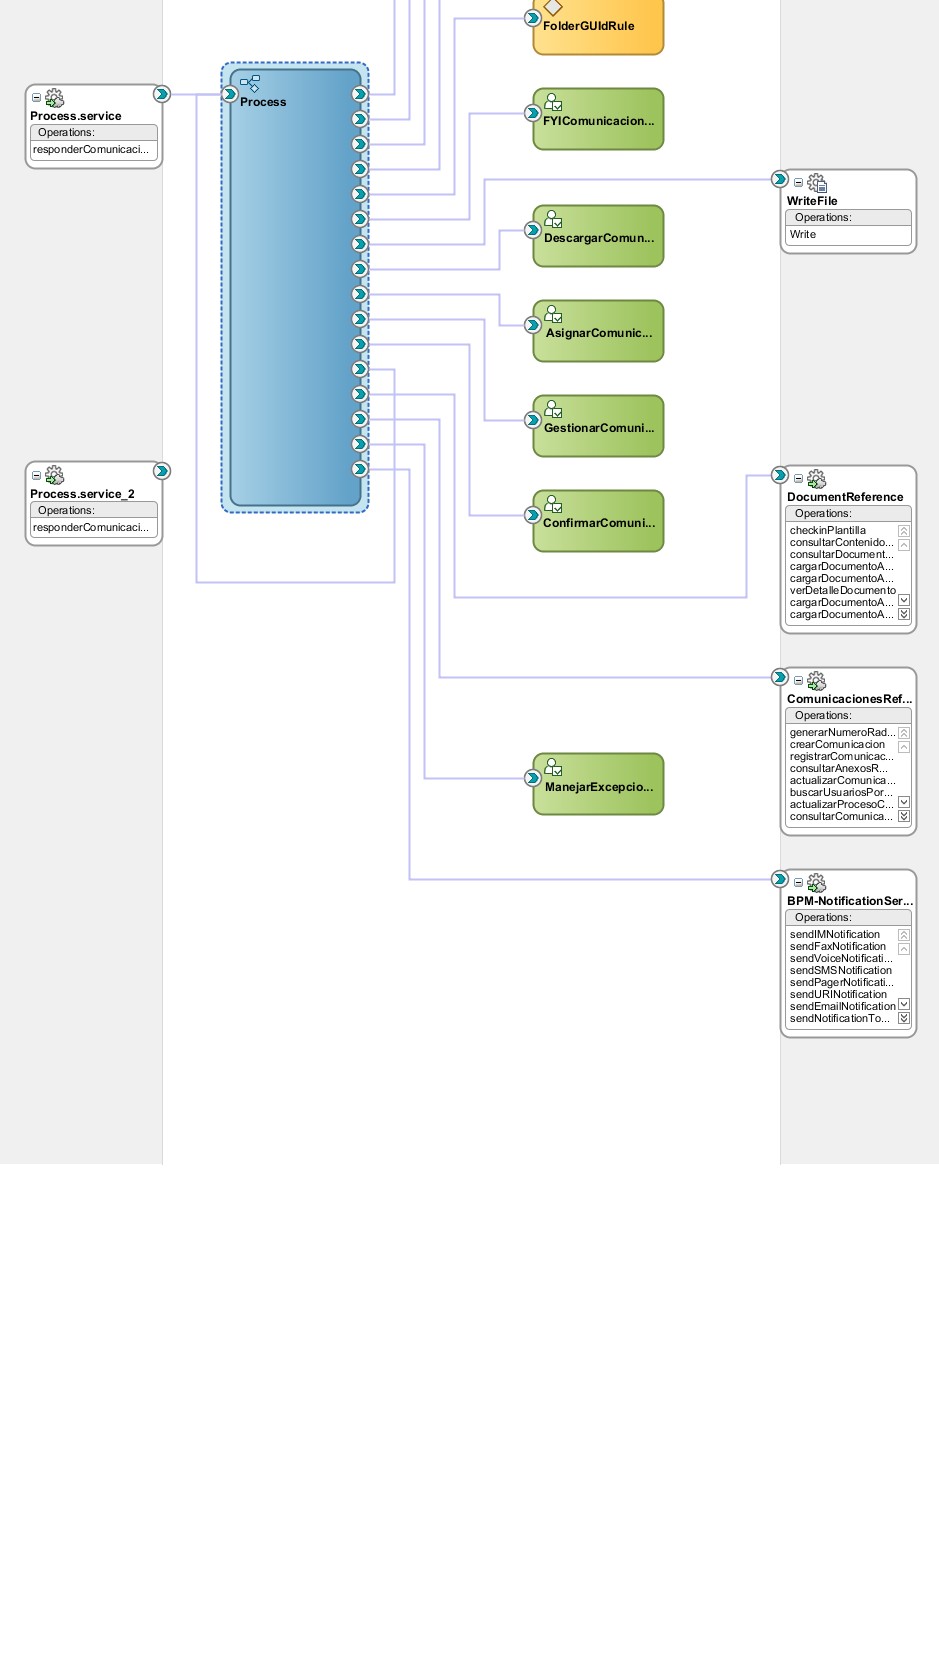 FolderGUIdRule
Process
Process.service
Operations:
responderComunicaci...
FYIComunicacion...
WriteFile
Operations:
Write
DescargarComun...
AsignarComunic...
GestionarComuni...
Process.service_2
Operations:
responderComunicaci...
ConfirmarComuni...
DocumentReference
Operations:
checkinPlantilla
consultarContenido...
consultarDocument...
cargarDocumentoA...
cargarDocumentoA...
verDetalleDocumento
cargarDocumentoA...
cargarDocumentoA...
ComunicacionesRef...
Operations:
generarNumeroRad...
crearComunicacion
registrarComunicac...
consultarAnexosR...
actualizarComunica...
buscarUsuariosPor...
actualizarProcesoC...
consultarComunica...
ManejarExcepcio...
BPM-NotificationSer...
Operations:
sendIMNotification
sendFaxNotification
sendVoiceNotificati...
sendSMSNotification
sendPagerNotificati...
sendURINotification
sendEmailNotification
sendNotificationTo...